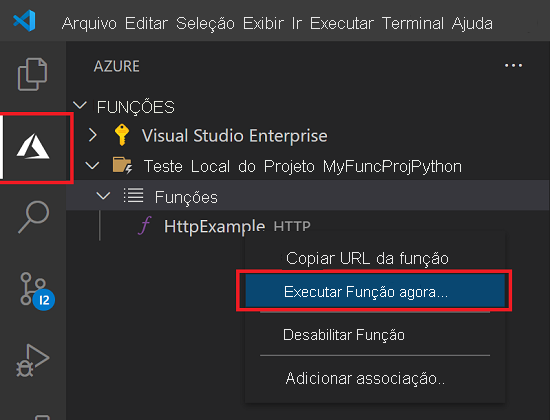 Arquivo Editar Seleção Exibir Ir Executar Terminal Ajuda
AZURE
FUNÇÕES
Visual Studio Enterprise
Teste Local do Projeto MyFuncProjPython
Funções
HttpExample HTTP
Copiar URL da função
Executar Função agora...
12
Desabilitar Função
Adicionar associação..